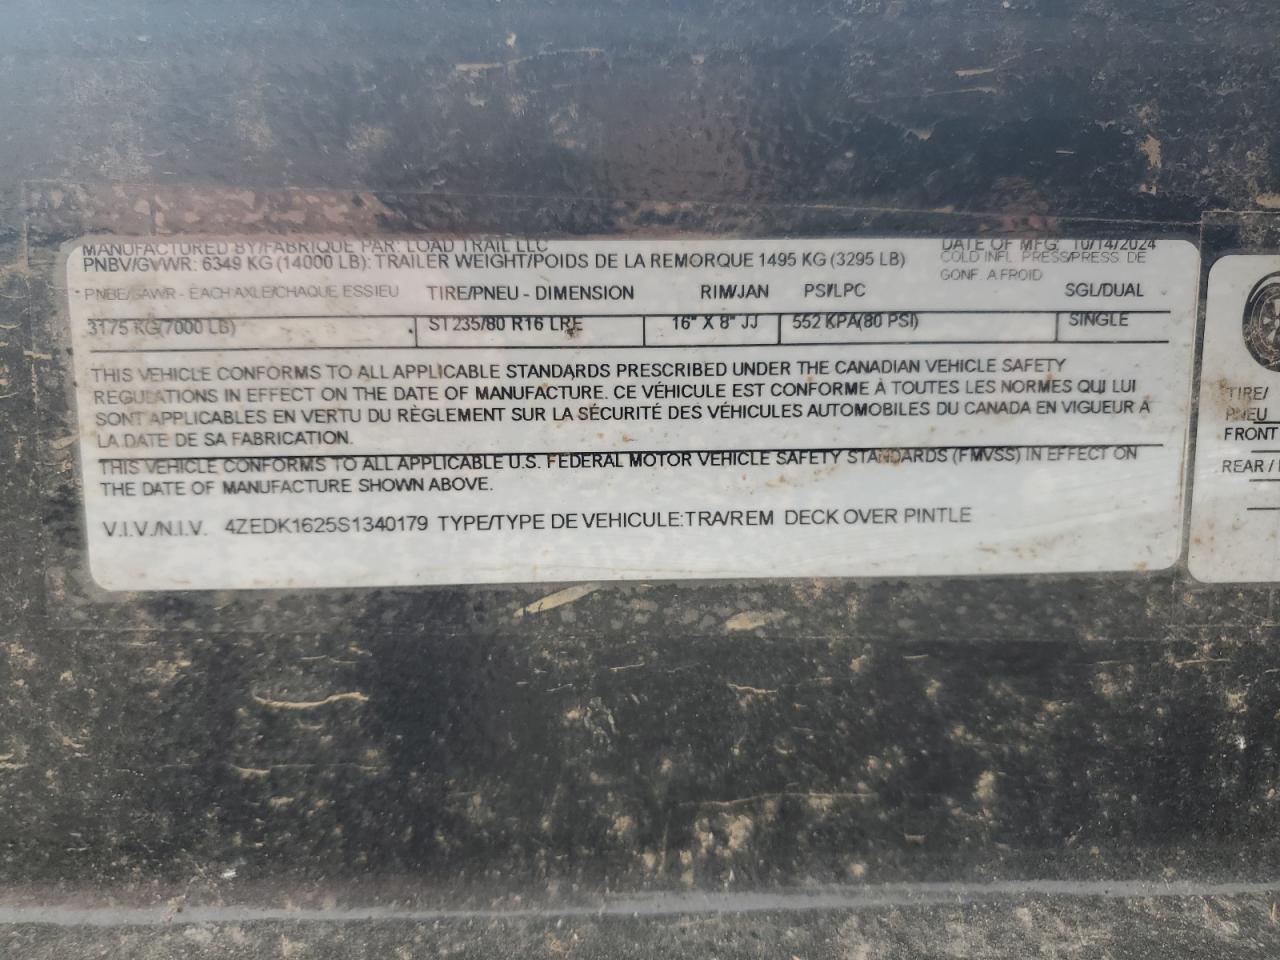 MANUFACTURED BY/FABRIQUE PAR: LOAD TRAIL LLC DATE OF MFG: 10/14/2024
PNBV/GVWR: 6349 KG (14000 LB): TRAILER WEIGHT/POIDS DE LA REMORQUE 1495 KG (3295 LB) COLD INFL. PRESS/PRESS. DE
GONF. A FROID
PNBE/GAWR - EACH AXLE/CHAQUE ESSIEU TIRE/PNEU - DIMENSION RIM/JAN PSI/LPC SGL/DUAL
3175 KG(7000 LB) ST235/80 R16 LRE 16" X 8" JJ 552 KPA(80 PSI) SINGLE
THIS VEHICLE CONFORMS TO ALL APPLICABLE STANDARDS PRESCRIBED UNDER THE CANADIAN VEHICLE SAFETY
REGULATIONS IN EFFECT ON THE DATE OF MANUFACTURE. CE VÉHICULE EST CONFORME À TOUTES LES NORMES QUI LUI
SONT APPLICABLES EN VERTU DU RÈGLEMENT SUR LA SÉCURITÉ DES VÉHICULES AUTOMOBILES DU CANADA EN VIGUEUR À
LA DATE DE SA FABRICATION.
THIS VEHICLE CONFORMS TO ALL APPLICABLE U.S. FEDERAL MOTOR VEHICLE SAFETY STANDARDS (FMVSS) IN EFFECT ON
THE DATE OF MANUFACTURE SHOWN ABOVE.
V.I.V./N.I.V. 4ZEDK1625S1340179 TYPE/TYPE DE VEHICULE:TRA/REM DECK OVER PINTLE
TIRE/
PNEU
FRONT
REAR /